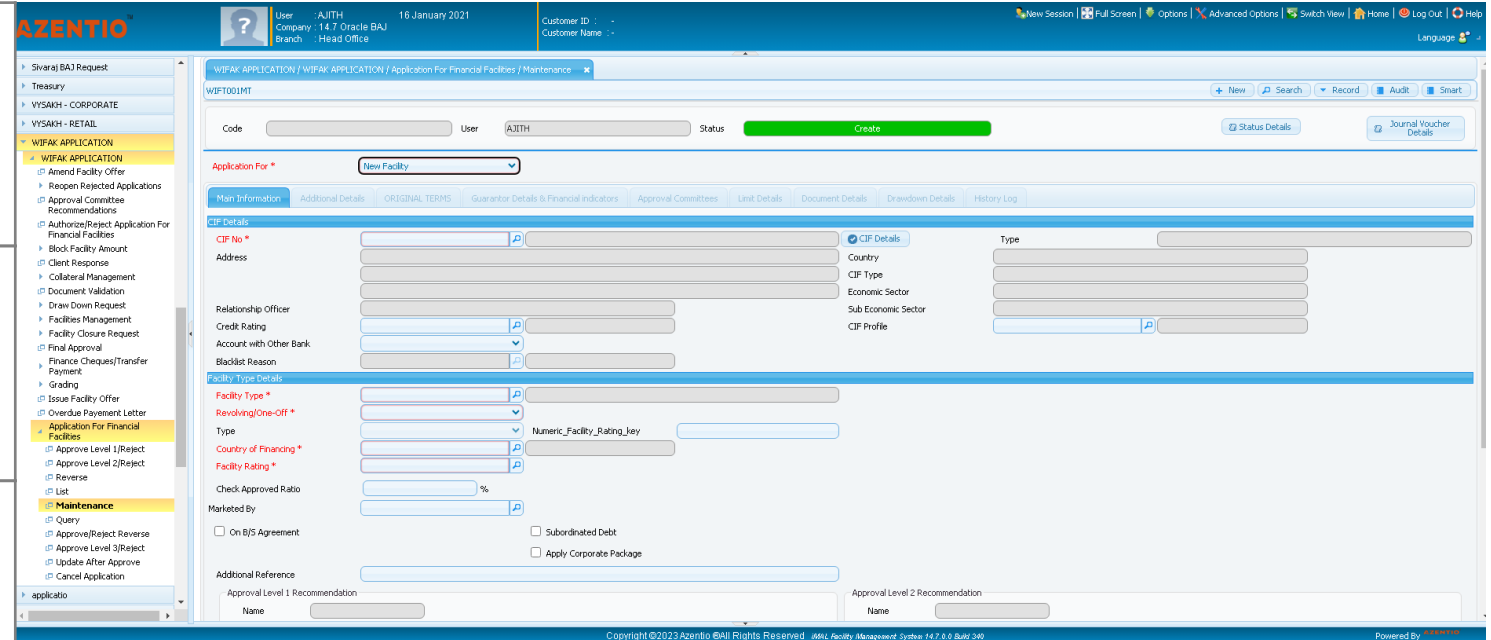 AZENTIO
User : AJITH 16 January 2021
Company : 14.7 Oracle BAJ
Branch : Head Office
Customer ID : -
Customer Name : -
New Session | Full Screen | Options | Advanced Options | Switch View | Home | Log Out | Help
Language
Sivaraj BAJ Request
Treasury
VYSAKH - CORPORATE
VYSAKH - RETAIL
WIFAK APPLICATION
WIFAK APPLICATION
Amend Facility Offer
Reopen Rejected Applications
Approval Committee
Recommendations
Authorize/Reject Application For
Financial Facilities
Block Facility Amount
Client Response
Collateral Management
Document Validation
Draw Down Request
Facilities Management
Facility Closure Request
Final Approval
Finance Cheques/Transfer
Payment
Grading
Issue Facility Offer
Overdue Payement Letter
Application For Financial
Facilities
Approve Level 1/Reject
Approve Level 2/Reject
Reverse
List
Maintenance
Query
Approve/Reject Reverse
Approve Level 3/Reject
Update After Approve
Cancel Application
applicatio
WIFAK APPLICATION / WIFAK APPLICATION / Application For Financial Facilities / Maintenance
WIFT001MT
New Search Record Audit Smart
Code User AJITH Status Create Status Details Journal Voucher
Details
Application For * New Facility
Main Information Additional Details ORIGINAL TERMS Guarantor Details & Financial indicators Approval Committees Limit Details Document Details Drawdown Details History Log
CIF Details
CIF No * CIF Details Type
Address Country
CIF Type
Economic Sector
Relationship Officer Sub Economic Sector
Credit Rating CIF Profile
Account with Other Bank
Blacklist Reason
Facility Type Details
Facility Type *
Revolving/One-Off *
Type Numeric_Facility_Rating_key
Country of Financing *
Facility Rating *
Check Approved Ratio %
Marketed By
On B/S Agreement Subordinated Debt
Apply Corporate Package
Additional Reference
Approval Level 1 Recommendation Approval Level 2 Recommendation
Name Name
Copyright ©2023 Azentio ®All Rights Reserved IMAL Facility Management System 14.7.0.0 Build 340
Powered By AZENTIO